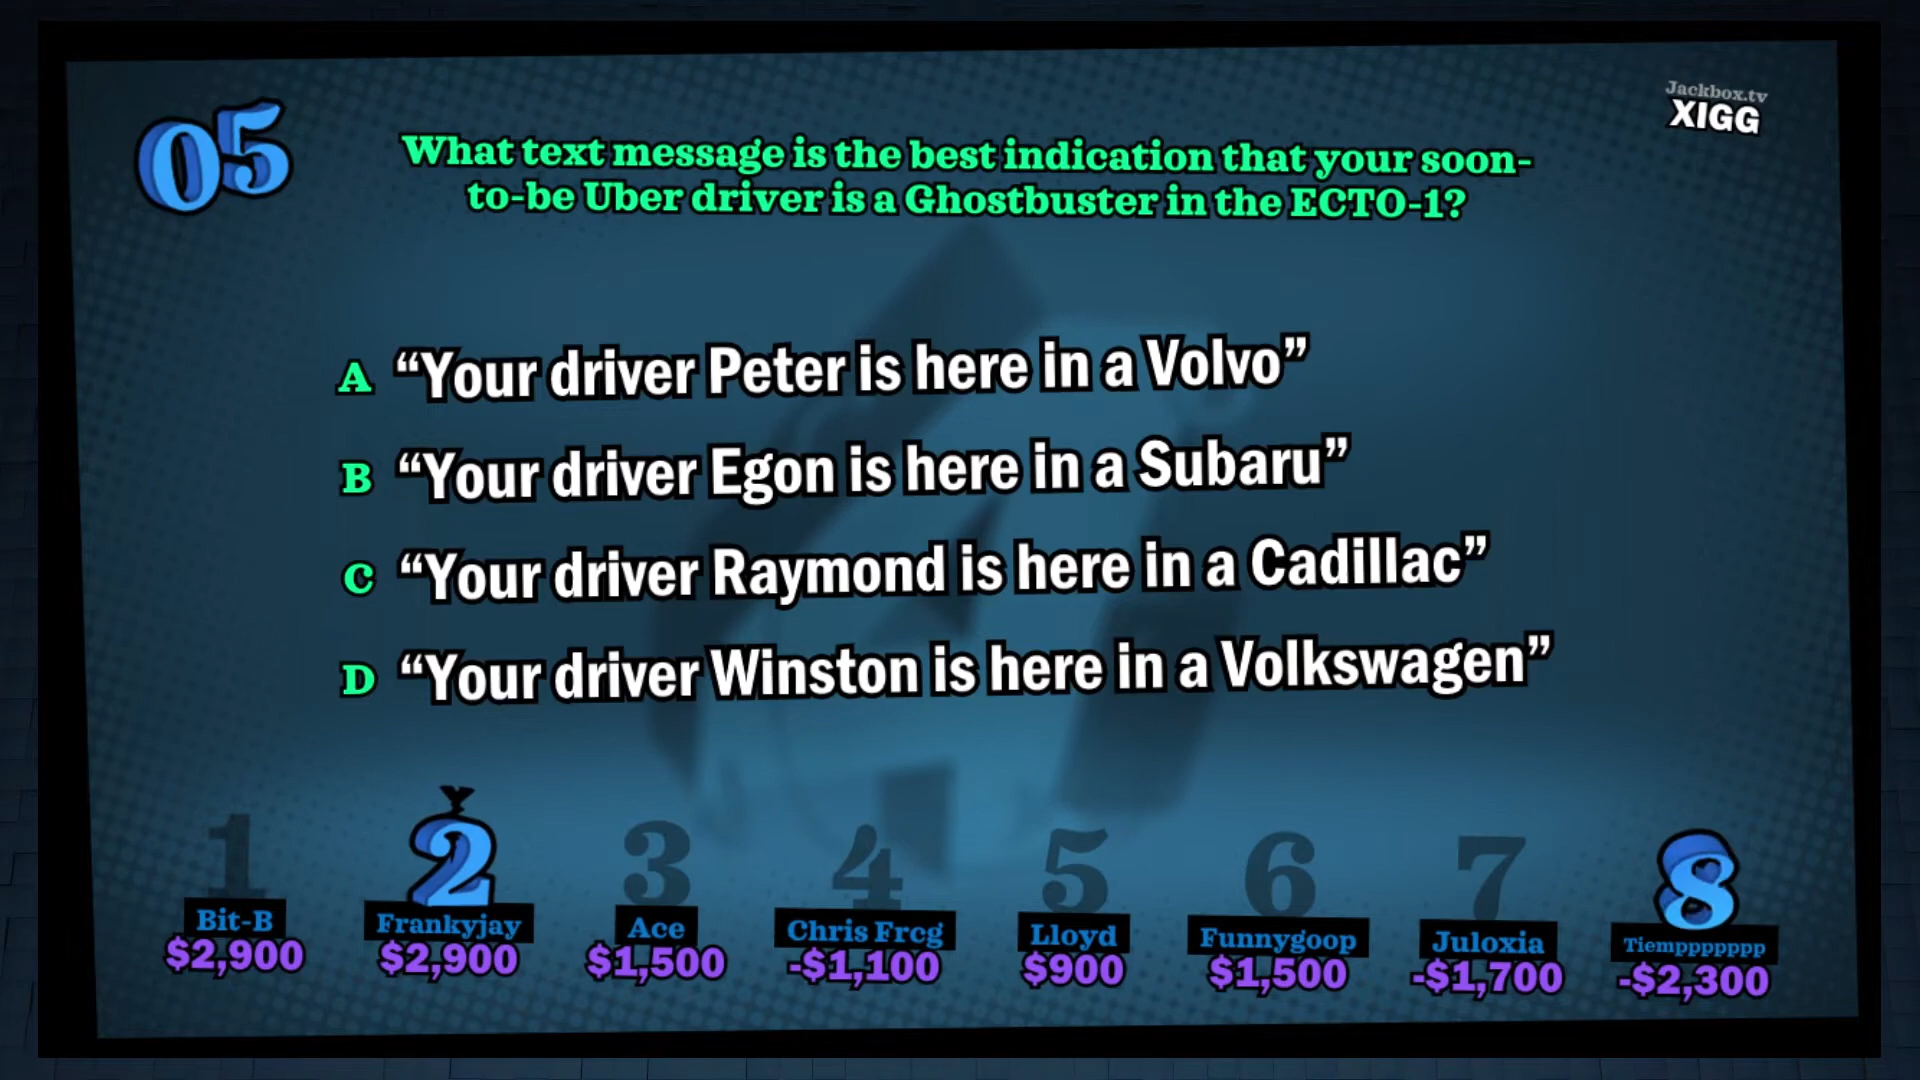 05
Jackbox.tv
XIGG
What text message is the best indication that your soon-
to-be Uber driver is a Ghostbuster in the ECTO-1?
A “Your driver Peter is here in a Volvo”
B “Your driver Egon is here in a Subaru”
C “Your driver Raymond is here in a Cadillac”
D “Your driver Winston is here in a Volkswagen”
1 2 3 4 5 6 7 8
Bit-B Frankyjay Ace Chris Frcg Lloyd Funnygoop Juloxia Tiemppppppp
$2,900 $2,900 $1,500 -$1,100 $900 $1,500 -$1,700 -$2,300